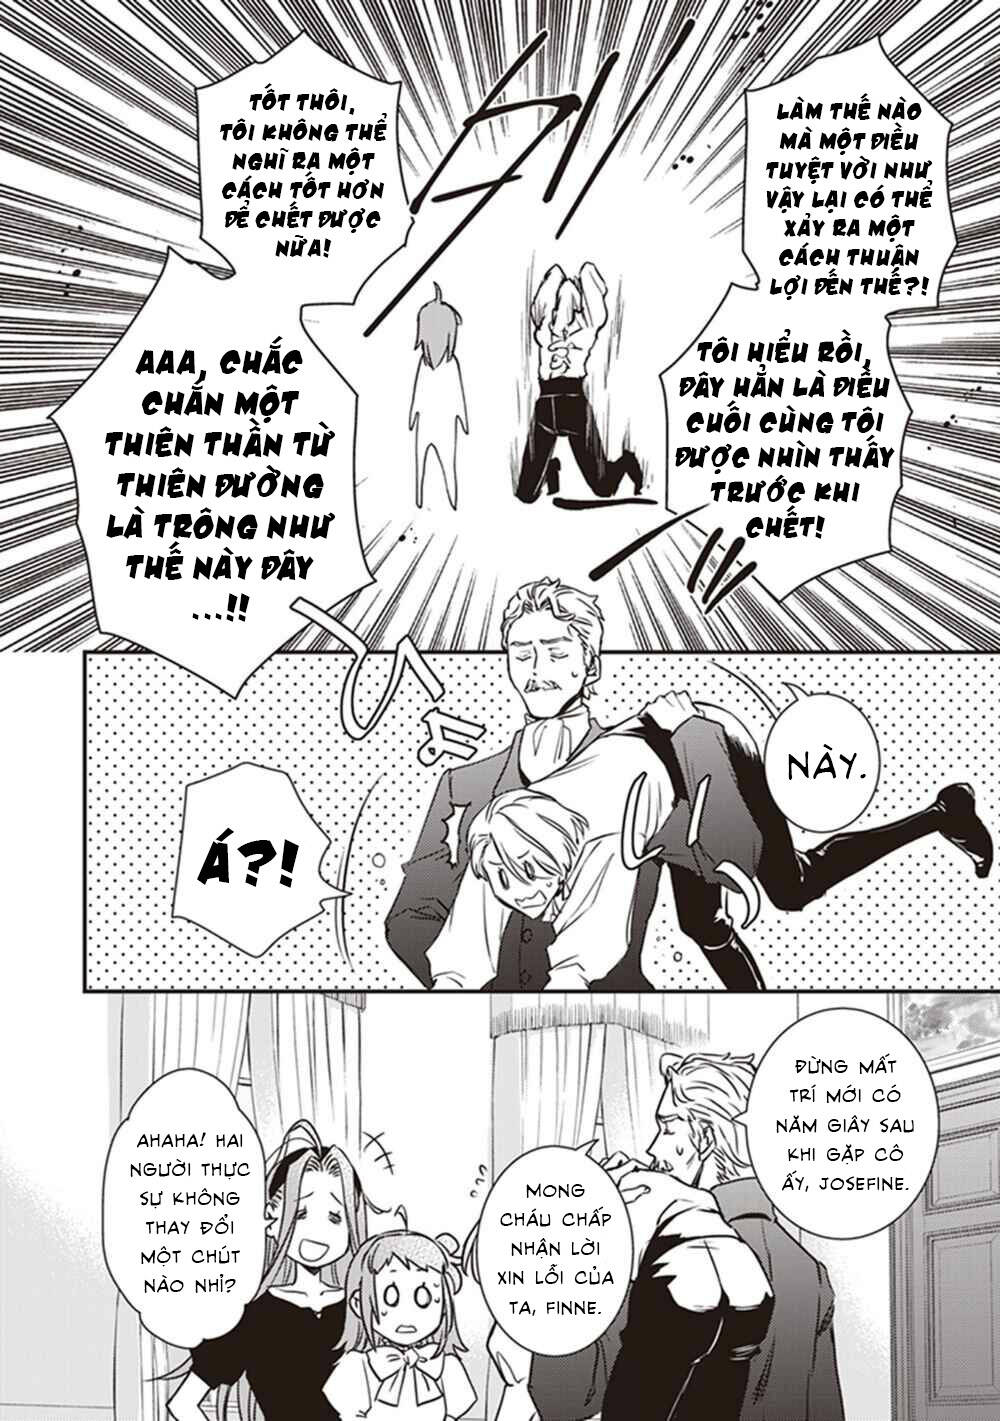 LÀM THẾ NÀO
MÀ MỘT ĐIỀU
TUYỆT VỜI NHƯ
VẬY LẠI CÓ THỂ
XẢY RA MỘT
CÁCH THUẬN
LỢI ĐẾN THẾ?!
TÔI HIỂU RỒI,
ĐÂY HẲN LÀ ĐIỀU
CUỐI CÙNG TÔI
ĐƯỢC NHÌN THẤY
TRƯỚC KHI
CHẾT!
TỐT THÔI,
TÔI KHÔNG THỂ
NGHĨ RA MỘT
CÁCH TỐT HƠN
ĐỂ CHẾT ĐƯỢC
NỮA!
AAA, CHẮC
CHẮN MỘT
THIÊN THẦN TỪ
THIÊN ĐƯỜNG
LÀ TRÔNG NHƯ
THẾ NÀY ĐÂY
...!!
NÀY.
Á?!
ĐỪNG MẤT
TRÍ MỚI CÓ
NĂM GIÂY SAU
KHI GẶP CÔ
ẤY, JOSEFINE.
MONG
CHÁU CHẤP
NHẬN LỜI
XIN LỖI CỦA
TA, FINNE.
AHAHA! HAI
NGƯỜI THỰC
SỰ KHÔNG
THAY ĐỔI
MỘT CHÚT
NÀO NHỈ?